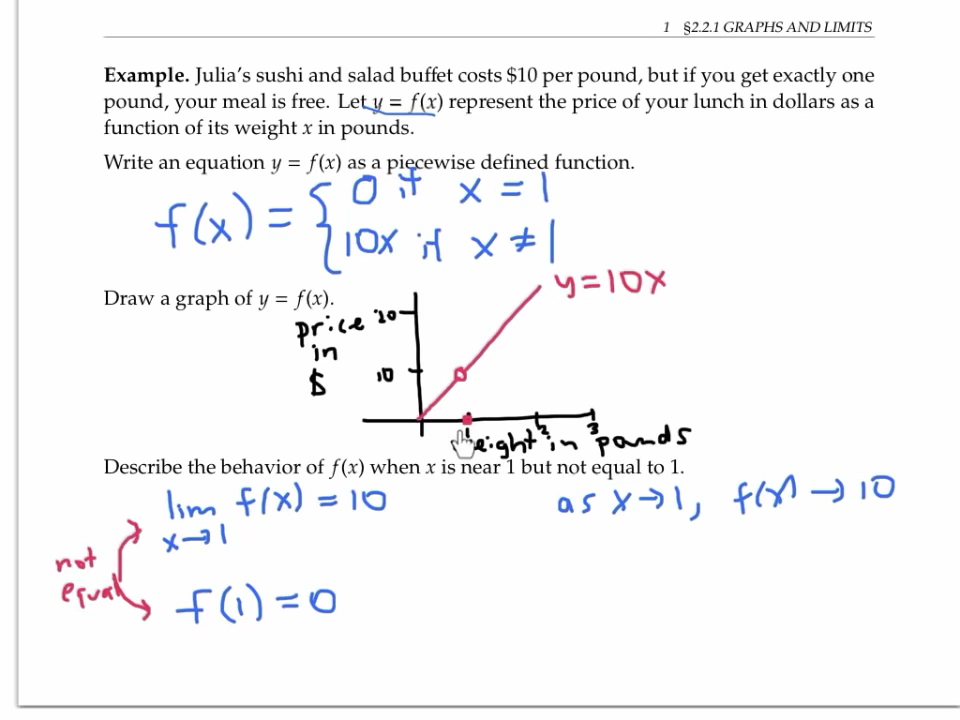 1 §2.2.1 GRAPHS AND LIMITS
Example. Julia's sushi and salad buffet costs $10 per pound, but if you get exactly one
pound, your meal is free. Let y = f(x) represent the price of your lunch in dollars as a
function of its weight x in pounds.
Write an equation y = f(x) as a piecewise defined function.
f(x) = { 0 if x = 1
10x if x ≠ 1
y=10x
Draw a graph of y = f(x).
price
in
$
20
10
1
2
3
in pounds
Describe the behavior of f(x) when x is near 1 but not equal to 1.
lim f(x) = 10
x→1
as x→1, f(x) → 10
not
equal
f(1) = 0